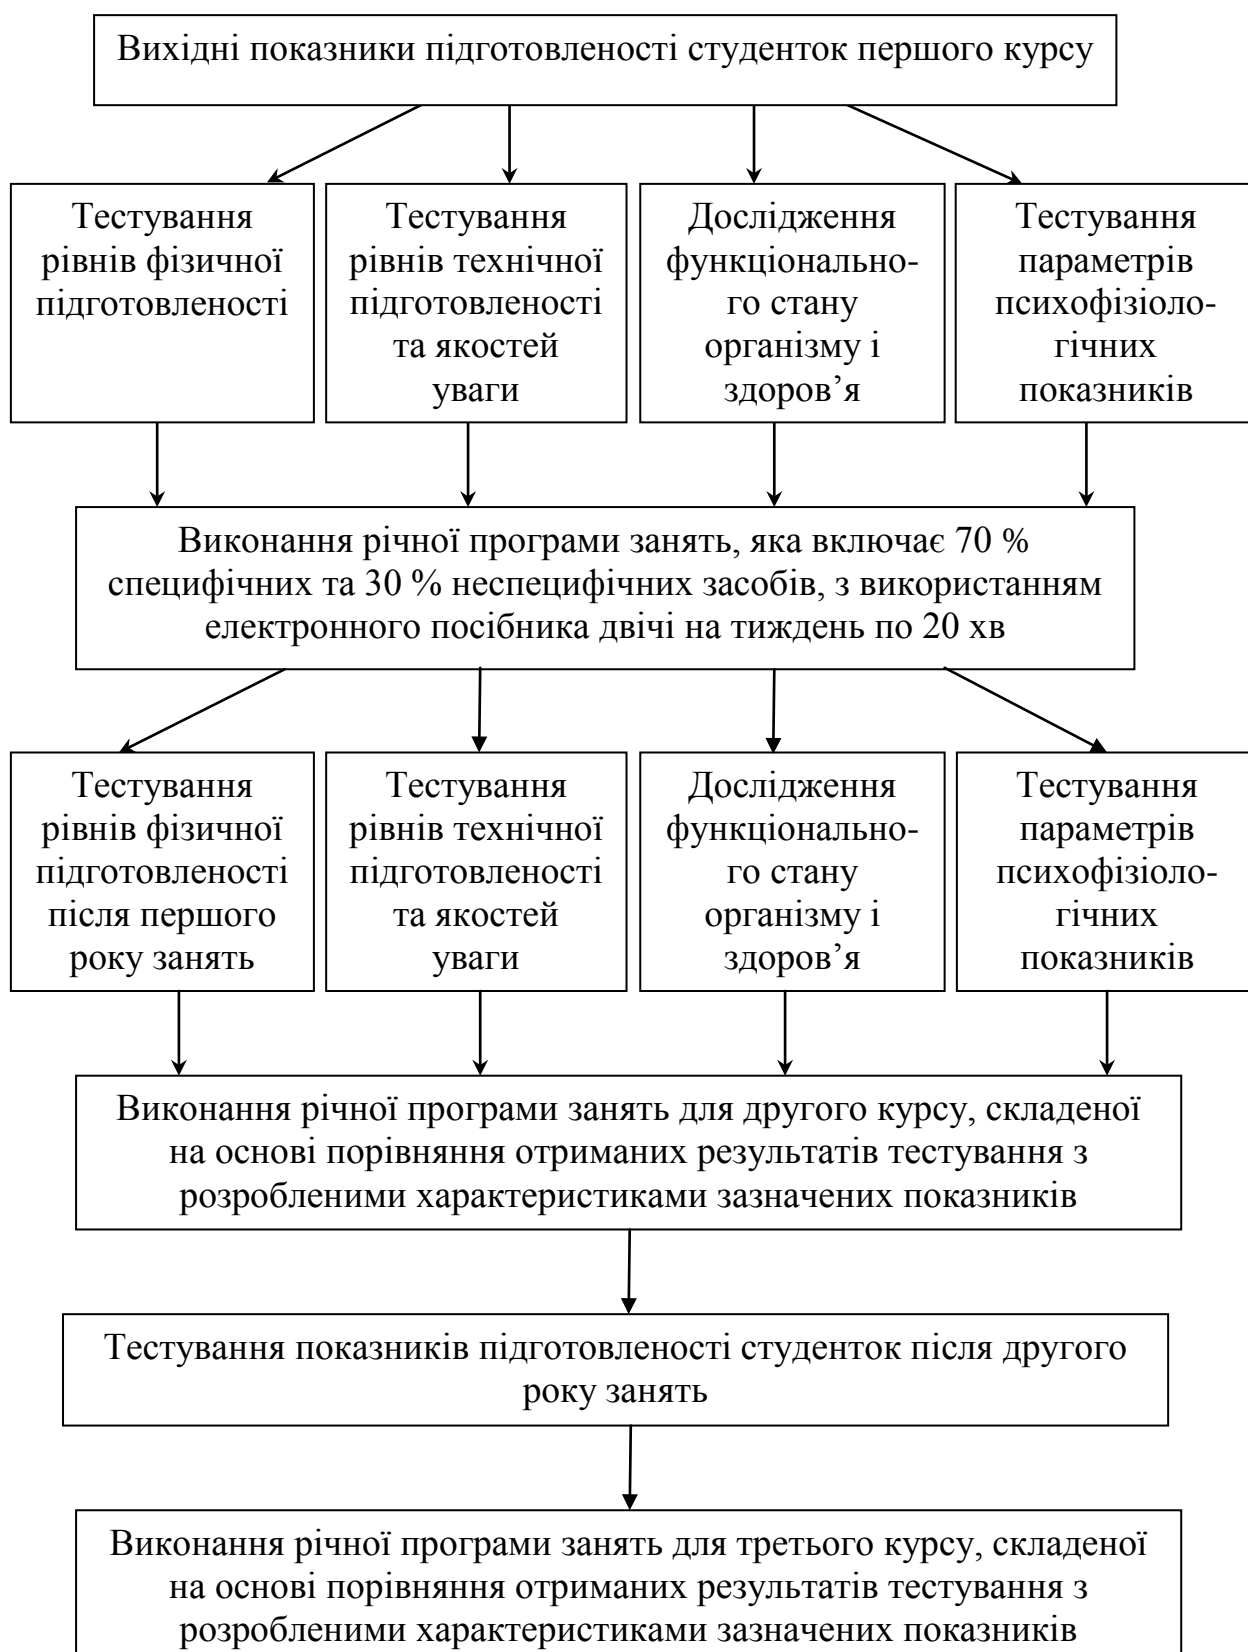 Вихідні показники підготовленості студенток першого курсу
Тестування
рівнів фізичної
підготовленості
Тестування
рівнів технічної
підготовленості
та якостей
уваги
Дослідження
функціонально-
го стану
організму і
здоров’я
Тестування
параметрів
психофізіоло-
гічних
показників
Виконання річної програми занять, яка включає 70 %
специфічних та 30 % неспецифічних засобів, з використанням
електронного посібника двічі на тиждень по 20 хв
Тестування
рівнів фізичної
підготовленості
після першого
року занять
Тестування
рівнів технічної
підготовленості
та якостей
уваги
Дослідження
функціонально-
го стану
організму і
здоров’я
Тестування
параметрів
психофізіоло-
гічних
показників
Виконання річної програми занять для другого курсу, складеної
на основі порівняння отриманих результатів тестування з
розробленими характеристиками зазначених показників
Тестування показників підготовленості студенток після другого
року занять
Виконання річної програми занять для третього курсу, складеної
на основі порівняння отриманих результатів тестування з
розробленими характеристиками зазначених показників